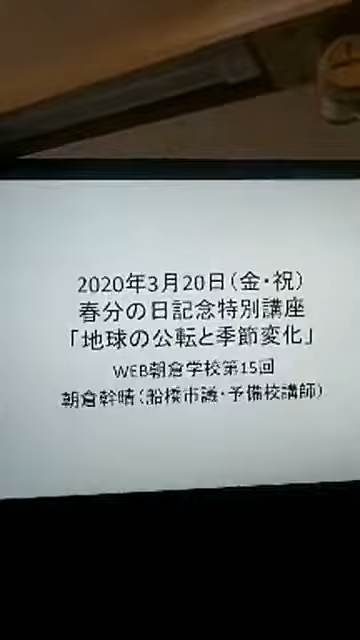 2020年3月20日(金・祝)
春分の日記念特別講座
「地球の公転と季節変化」
WEB朝倉学校第15回
朝倉幹晴(船橋市議・予備校講師)